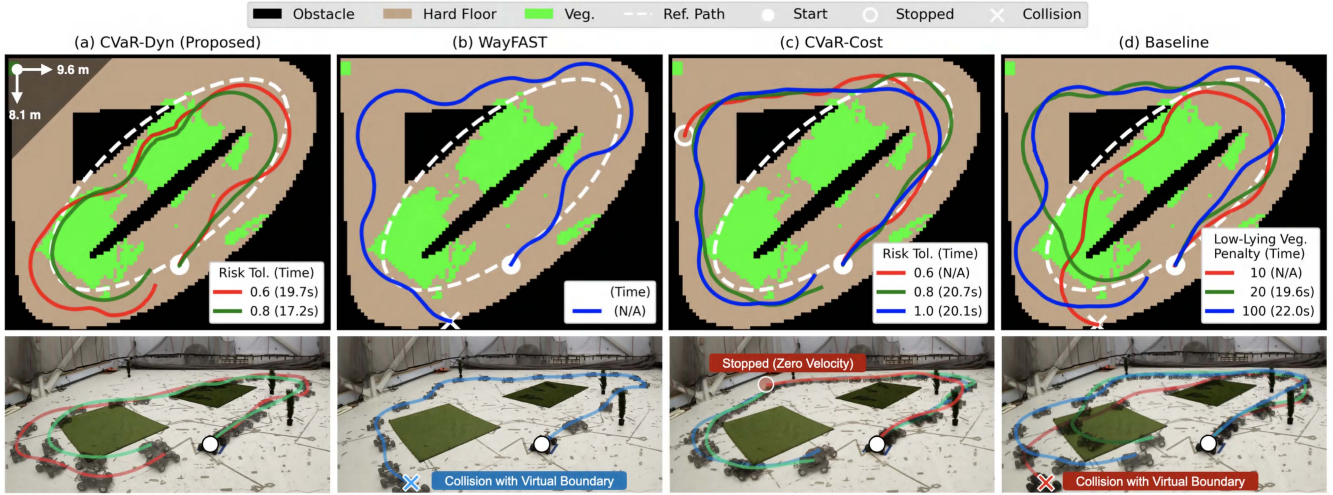 Obstacle Hard Floor Veg. Ref. Path Start Stopped Collision
(a) CVaR-Dyn (Proposed)
9.6 m
8.1 m
Risk Tol. (Time)
0.6 (19.7s)
0.8 (17.2s)
(b) WayFAST
(Time)
(N/A)
(c) CVaR-Cost
Risk Tol. (Time)
0.6 (N/A)
0.8 (20.7s)
1.0 (20.1s)
(d) Baseline
Low-Lying Veg.
Penalty (Time)
10 (N/A)
20 (19.6s)
100 (22.0s)
Collision with Virtual Boundary
Stopped (Zero Velocity)
Collision with Virtual Boundary